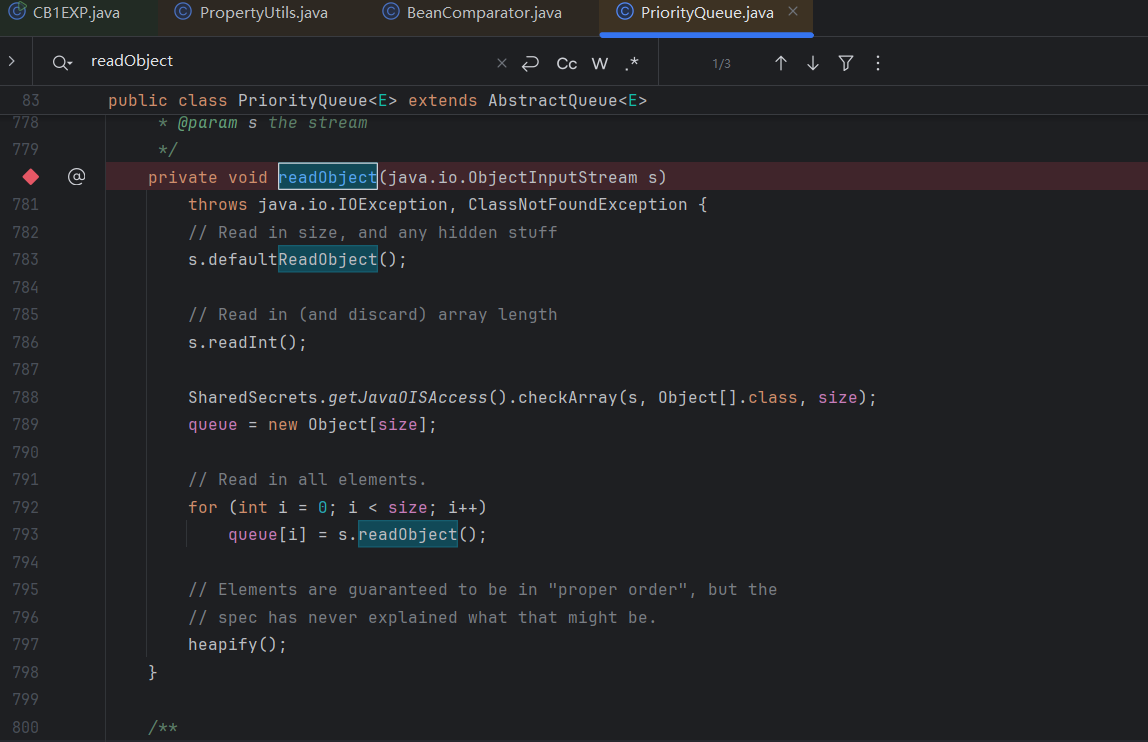 CB1EXP.java PropertyUtils.java BeanComparator.java PriorityQueue.java
readObject Cc W .* 1/3
83 public class PriorityQueue<E> extends AbstractQueue<E>
778 * @param s the stream
779 */
private void readObject(java.io.ObjectInputStream s)
781 throws java.io.IOException, ClassNotFoundException {
782 // Read in size, and any hidden stuff
783 s.defaultReadObject();
784
785 // Read in (and discard) array length
786 s.readInt();
787
788 SharedSecrets.getJavaOISAccess().checkArray(s, Object[].class, size);
789 queue = new Object[size];
790
791 // Read in all elements.
792 for (int i = 0; i < size; i++)
793 queue[i] = s.readObject();
794
795 // Elements are guaranteed to be in "proper order", but the
796 // spec has never explained what that might be.
797 heapify();
798 }
799
800 /**